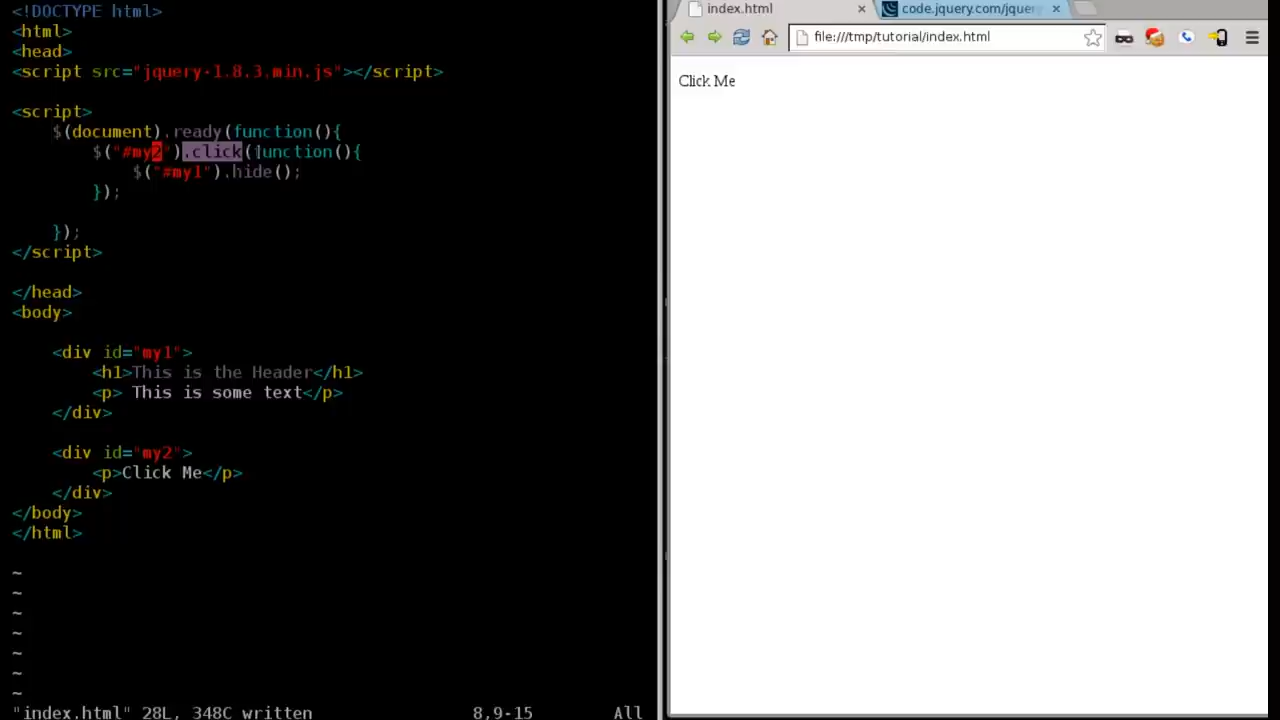 <!DOCTYPE html>
<html>
<head>
<script src="jquery-1.8.3.min.js"></script>
<script>
$(document).ready(function(){
$("#my2").click(function(){
$("#my1").hide();
});
});
</script>
</head>
<body>
<div id="my1">
<h1>This is the Header</h1>
<p> This is some text</p>
</div>
<div id="my2">
<p>Click Me</p>
</div>
</body>
</html>
~
~
~
~
~
~
~
"index.html" 28L, 348C written 8,9-15 All
index.html code.jquery.com/jquery
file:///tmp/tutorial/index.html
Click Me